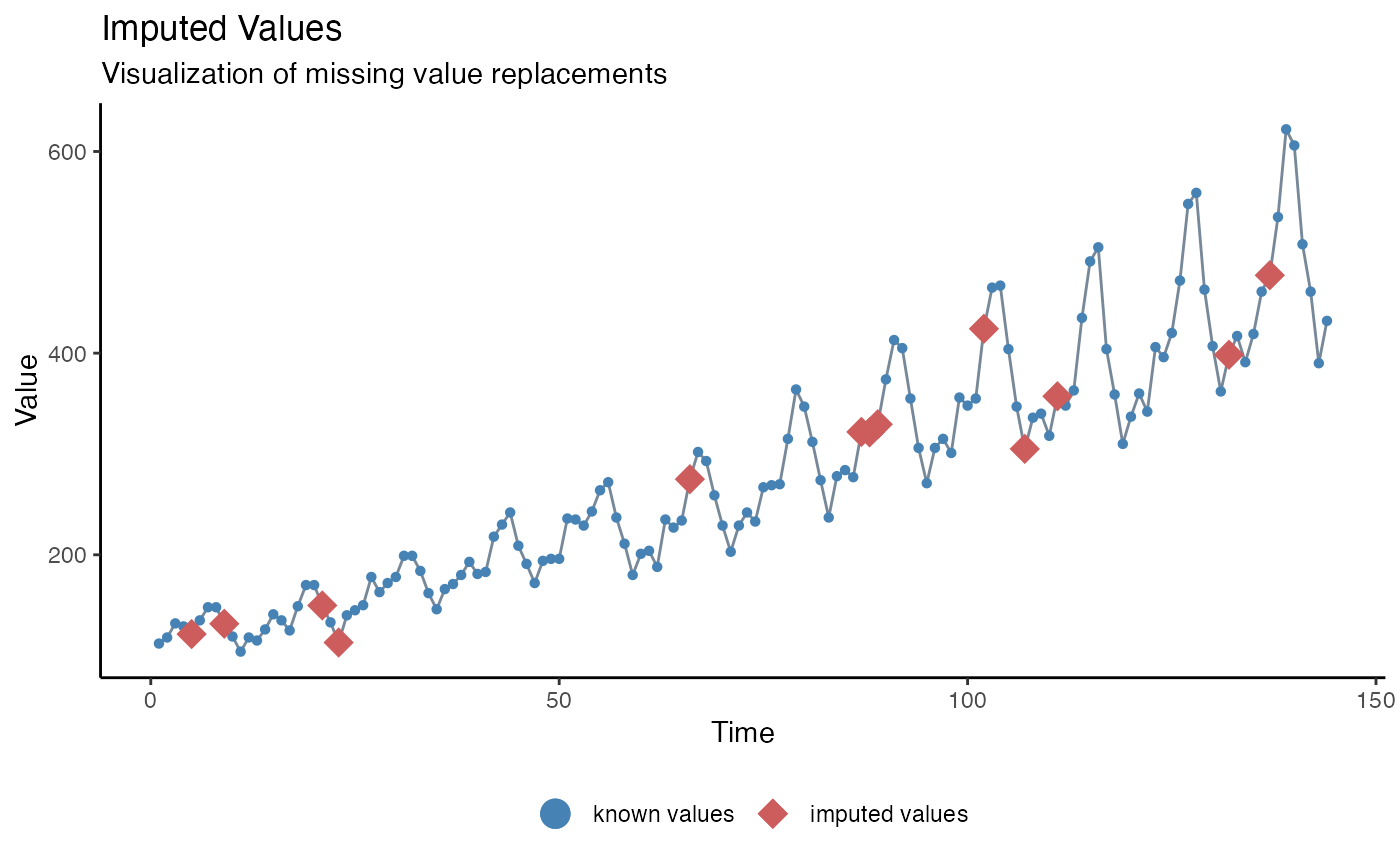 Imputed Values
Visualization of missing value replacements
600
400
200
Value
0 50 100 150
Time
known values imputed values